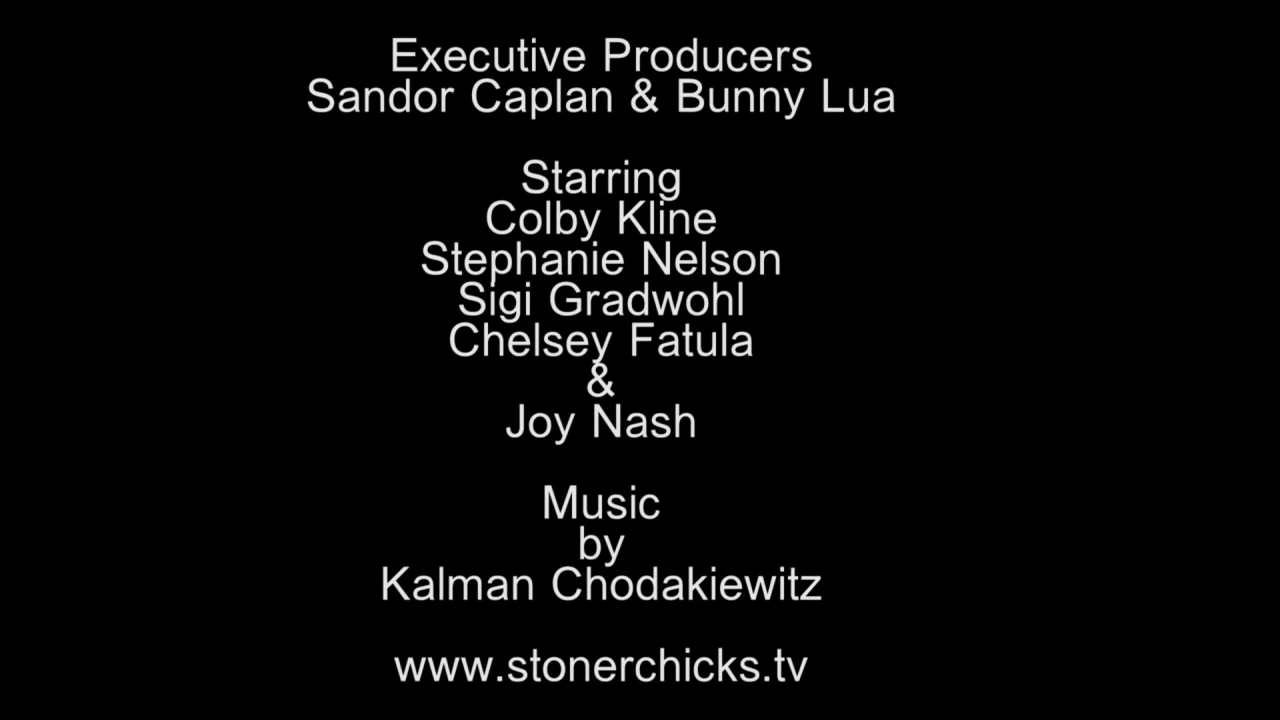 Executive Producers
Sandor Caplan & Bunny Lua
Starring
Colby Kline
Stephanie Nelson
Sigi Gradwohl
Chelsey Fatula
&
Joy Nash
Music
by
Kalman Chodakiewitz
www.stonerchicks.tv